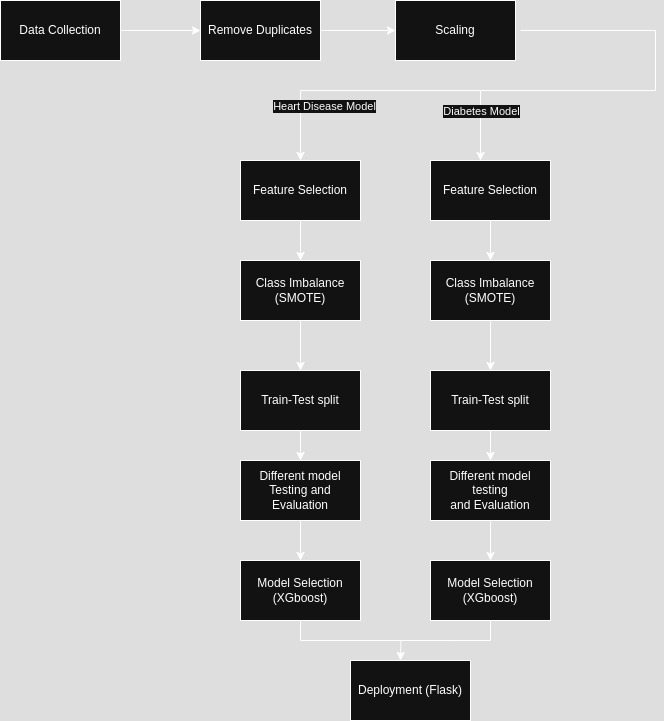 Data Collection
Remove Duplicates
Scaling
Heart Disease Model
Diabetes Model
Feature Selection
Feature Selection
Class Imbalance
(SMOTE)
Class Imbalance
(SMOTE)
Train-Test split
Train-Test split
Different model
Testing and
Evaluation
Different model
testing
and Evaluation
Model Selection
(XGboost)
Model Selection
(XGboost)
Deployment (Flask)